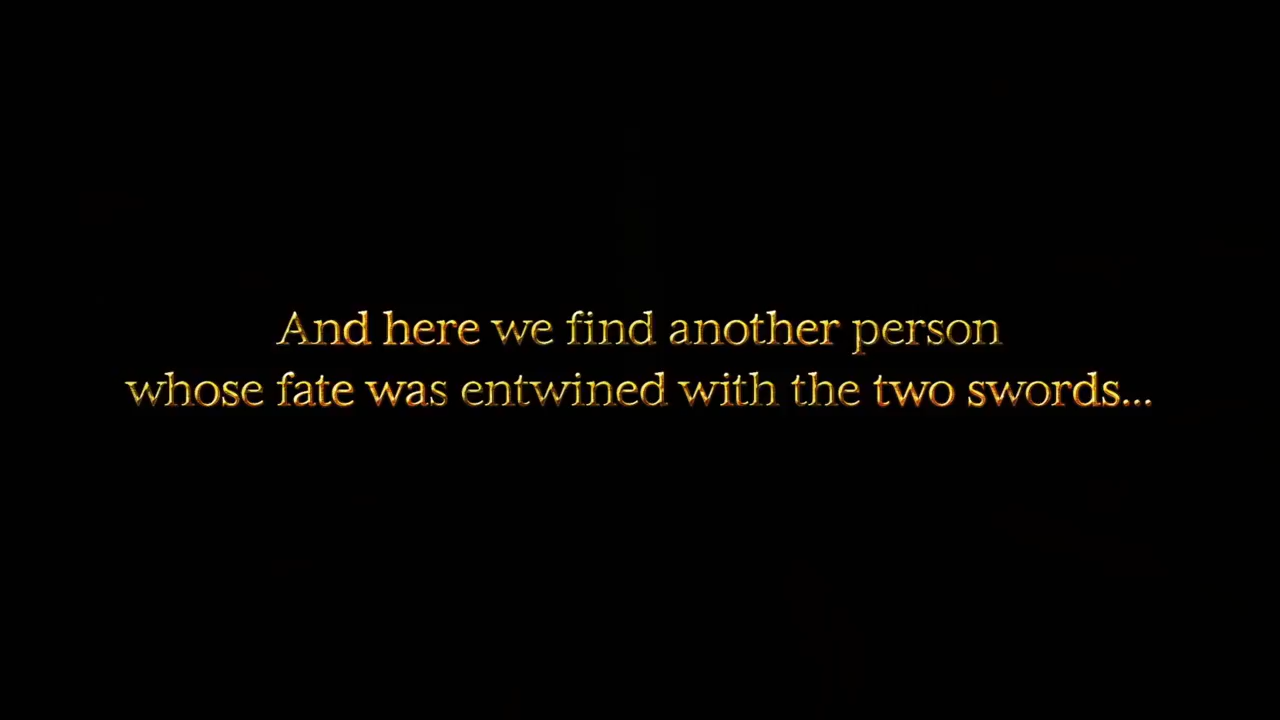 And here we find another person
whose fate was entwined with the two swords...